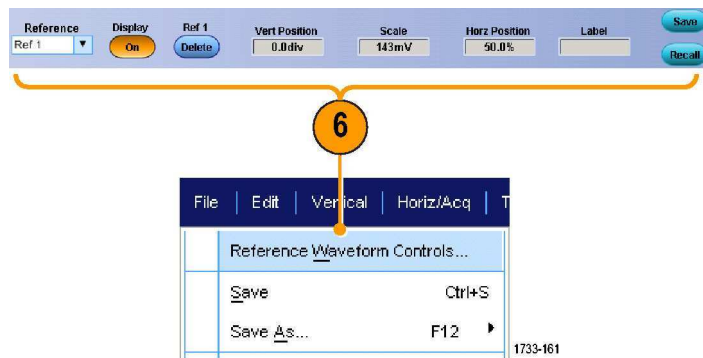 Reference Display Ref 1 Vert Position Scale Horz Position Label Save
Ref 1 On Delete 0.0div 143mV 50.0% Recall
6
File Edit Vertical Horiz/Acq T
Reference Waveform Controls...
Save Ctrl+S
Save As... F12
1733-161